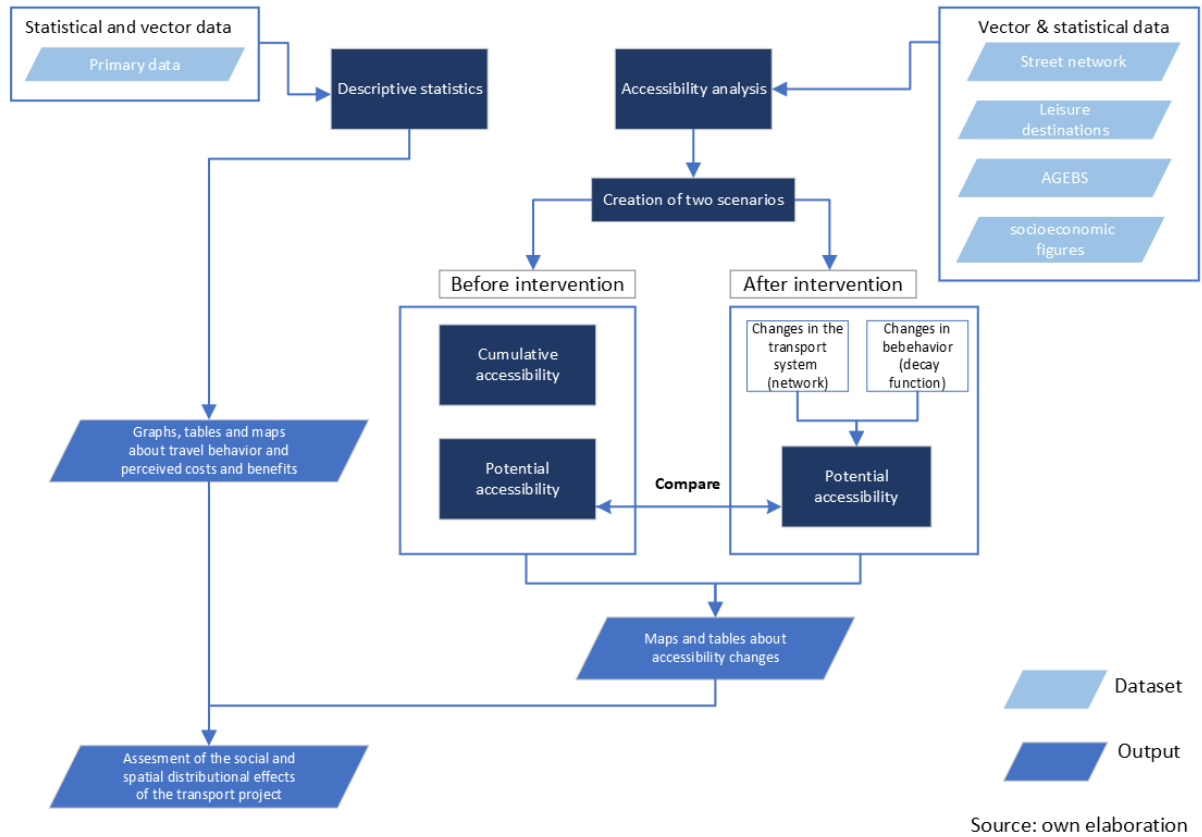 Statistical and vector data
Primary data
Descriptive statistics
Accessibility analysis
Vector & statistical data
Street network
Leisure
destinations
AGEBS
socioeconomic
figures
Creation of two scenarios
Before intervention
After intervention
Cumulative
accessibility
Potential
accessibility
Changes in the
transport
system
(network)
Changes in
bebehavior
(decay
function)
Potential
accessibility
Compare
Graphs, tables and maps
about travel behavior and
perceived costs and benefits
Maps and tables about
accessibility changes
Assesment of the social and
spatial distributional effects
of the transport project
Dataset
Output
Source: own elaboration